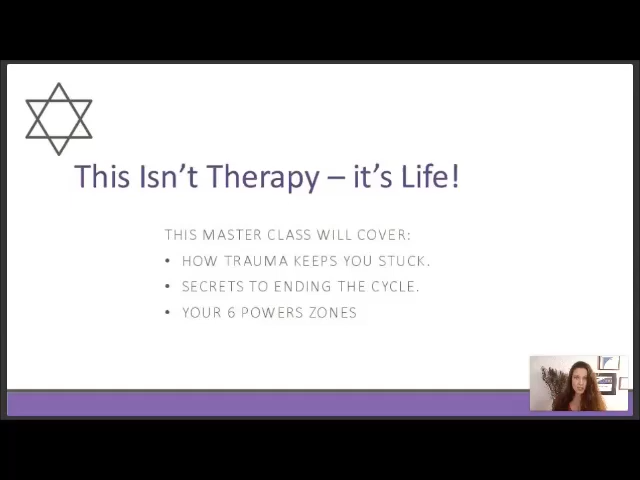 This Isn't Therapy – it's Life!
THIS MASTER CLASS WILL COVER:
• HOW TRAUMA KEEPS YOU STUCK.
• SECRETS TO ENDING THE CYCLE.
• YOUR 6 POWERS ZONES